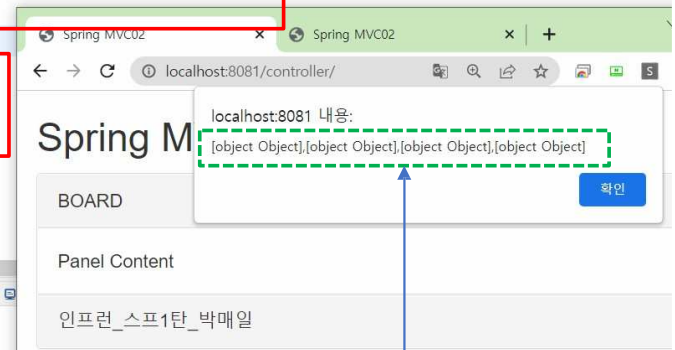 Spring MVC02 × Spring MVC02 × +
localhost:8081/controller/
S
localhost:8081 내용:
Spring M
[object Object],[object Object],[object Object],[object Object]
확인
BOARD
Panel Content
인프런_스프1탄_박매일